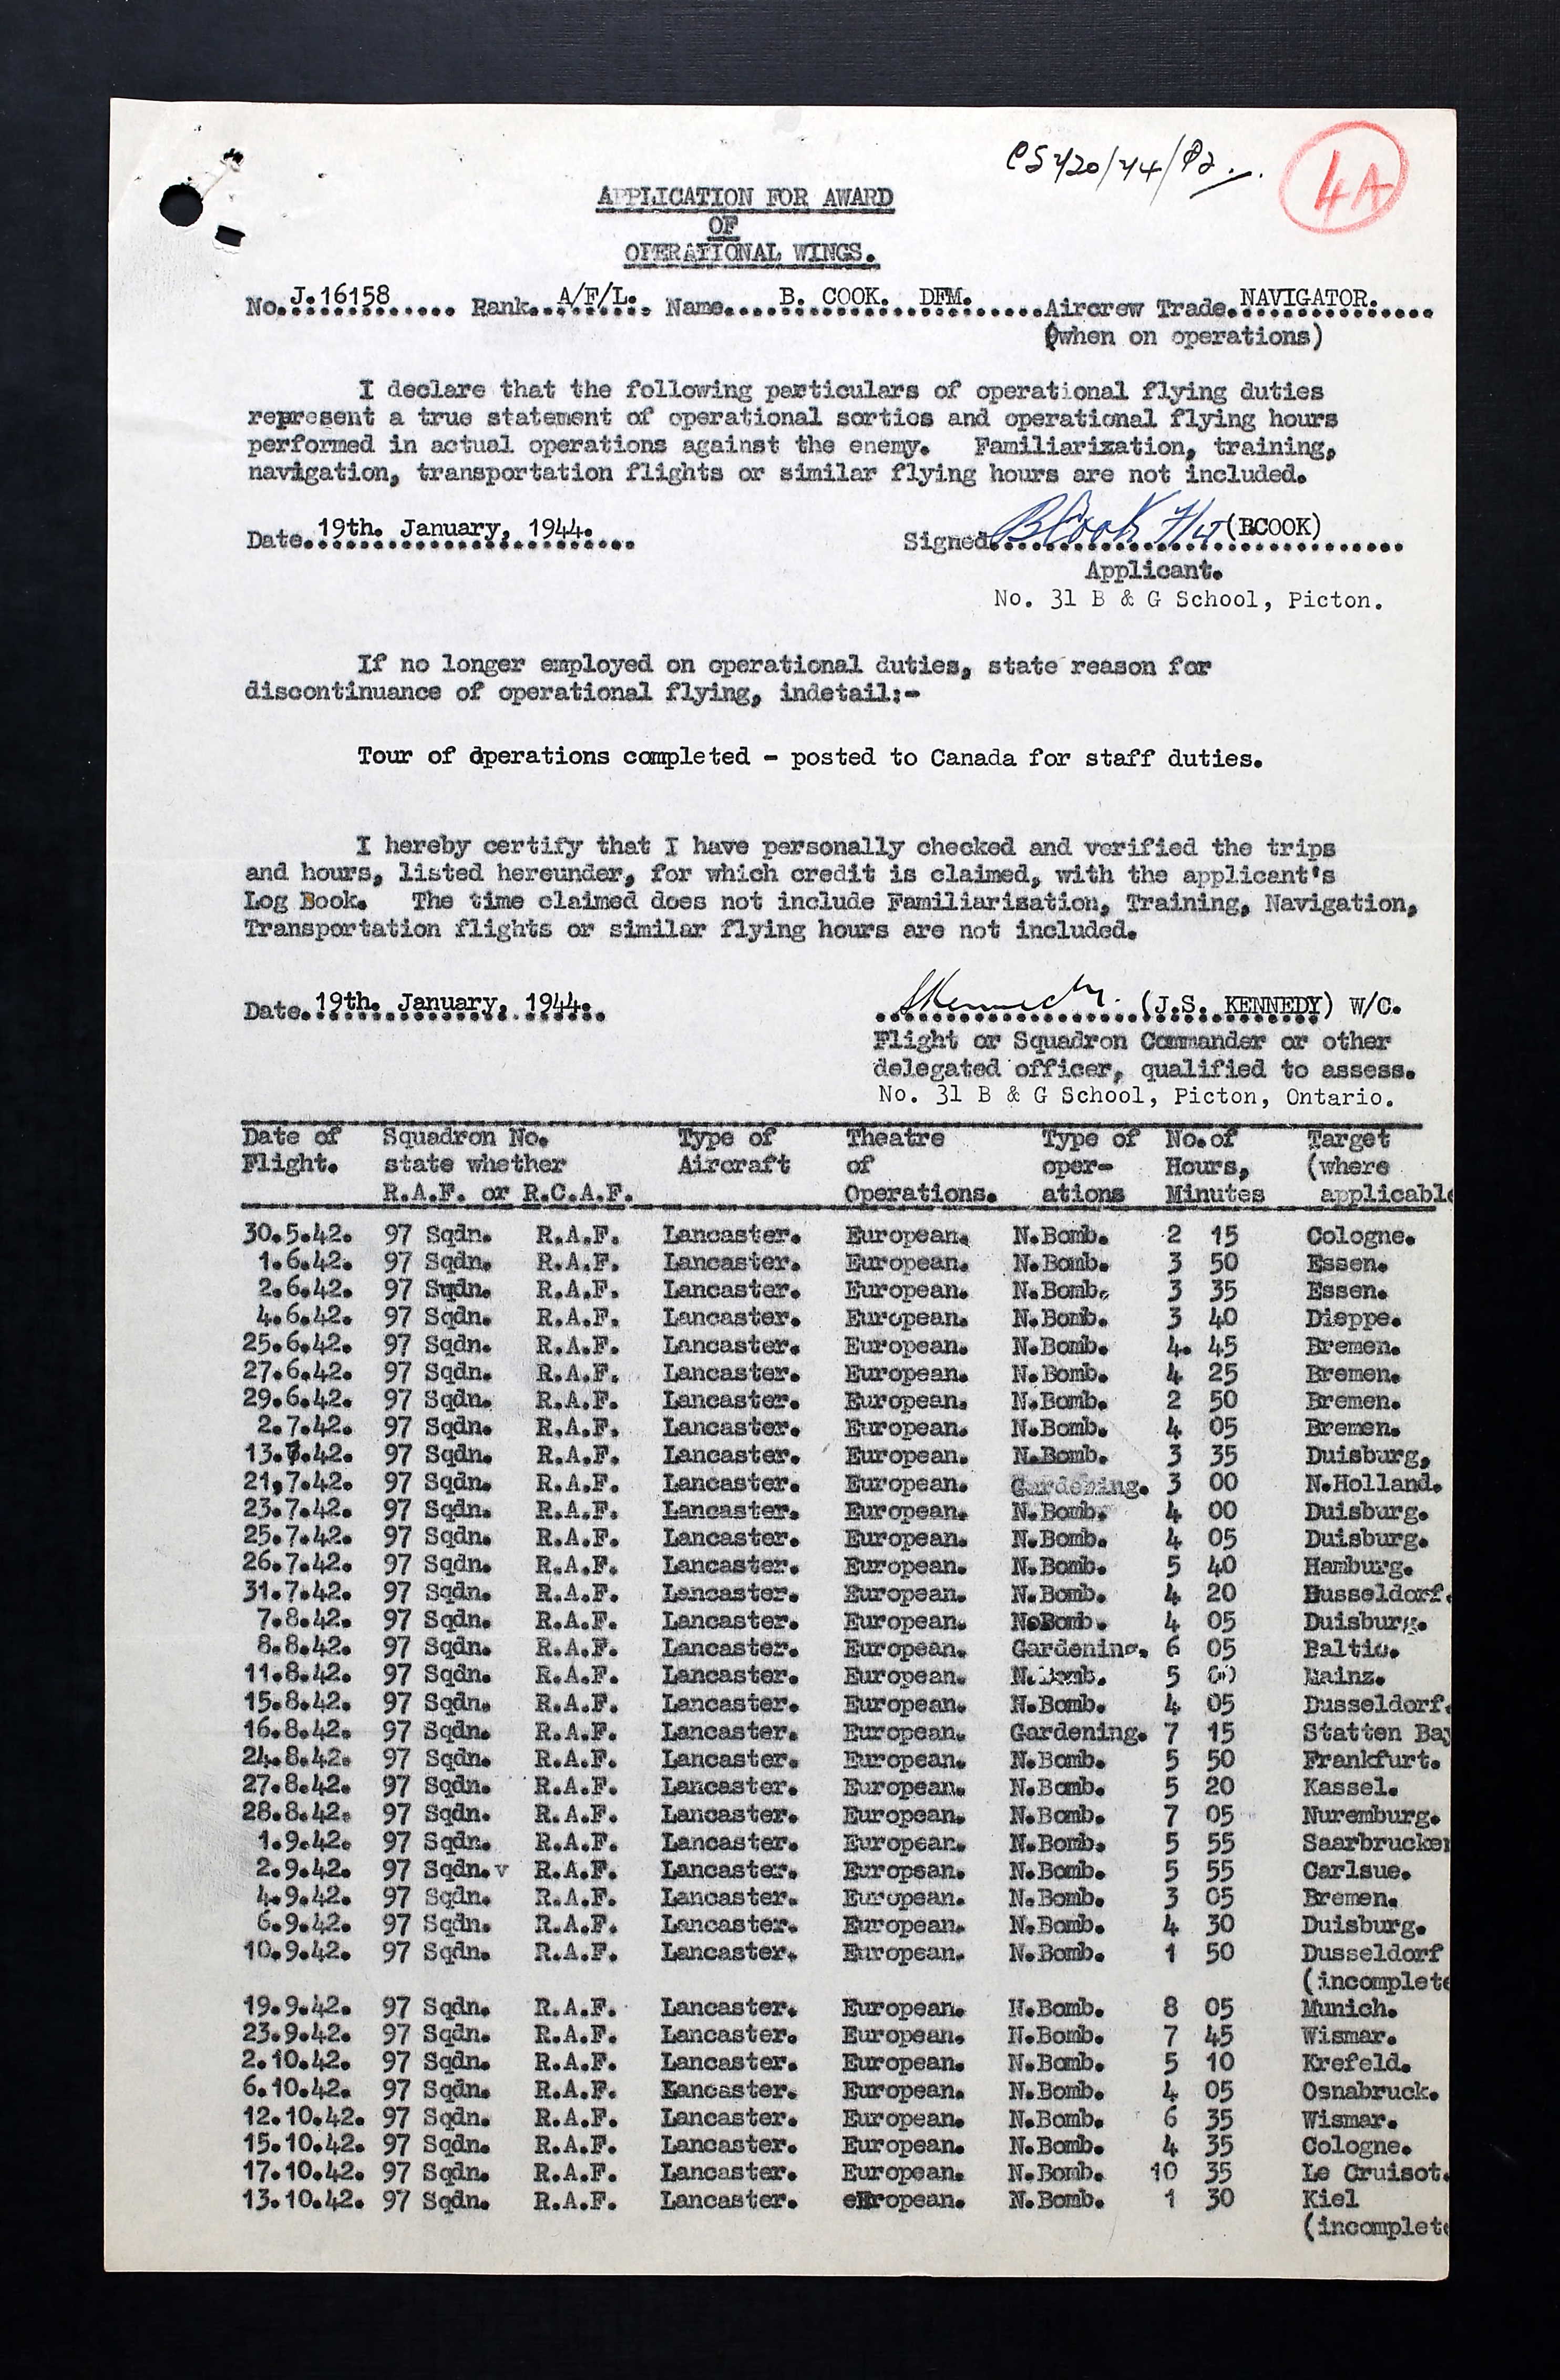 CS420/44/P2
4A
APPLICATION FOR AWARD
OF
OPERATIONAL WINGS.
No. J.16158 Rank. A/F/L. Name. B. COOK. DFM. Aircrew Trade. NAVIGATOR.
(when on operations)
I declare that the following particulars of operational flying duties
represent a true statement of operational sorties and operational flying hours
performed in actual operations against the enemy. Familiarization, training,
navigation, transportation flights or similar flying hours are not included.
Date. 19th. January, 1944. Signed. BCook F/Lt (BCOOK)
Applicant.
No. 31 B & G School, Picton.
If no longer employed on operational duties, state reason for
discontinuance of operational flying, indetail:-
Tour of operations completed - posted to Canada for staff duties.
I hereby certify that I have personally checked and verified the trips
and hours, listed hereunder, for which credit is claimed, with the applicant's
Log Book. The time claimed does not include Familiarization, Training, Navigation,
Transportation flights or similar flying hours are not included.
Date. 19th. January, 1944. JSKennedy. (J.S. KENNEDY) W/C.
Flight or Squadron Commander or other
delegated officer, qualified to assess.
No. 31 B & G School, Picton, Ontario.
Date of Squadron No. Type of Theatre Type of No. of Target
Flight. state whether Aircraft of oper- Hours, (where
R.A.F. or R.C.A.F. Operations. ations Minutes applicable
30.5.42. 97 Sqdn. R.A.F. Lancaster. European. N.Bomb. 2 15 Cologne.
1.6.42. 97 Sqdn. R.A.F. Lancaster. European. N.Bomb. 3 50 Essen.
2.6.42. 97 Sqdn. R.A.F. Lancaster. European. N.Bomb. 3 35 Essen.
4.6.42. 97 Sqdn. R.A.F. Lancaster. European. N.Bomb. 3 40 Dieppe.
25.6.42. 97 Sqdn. R.A.F. Lancaster. European. N.Bomb. 4. 45 Bremen.
27.6.42. 97 Sqdn. R.A.F. Lancaster. European. N.Bomb. 4 25 Bremen.
29.6.42. 97 Sqdn. R.A.F. Lancaster. European. N.Bomb. 2 50 Bremen.
2.7.42. 97 Sqdn. R.A.F. Lancaster. European. N.Bomb. 4 05 Bremen.
13.7.42. 97 Sqdn. R.A.F. Lancaster. European. N.Bomb. 3 35 Duisburg,
21,7.42. 97 Sqdn. R.A.F. Lancaster. European. Gardening. 3 00 N.Holland.
23.7.42. 97 Sqdn. R.A.F. Lancaster. European. N.Bomb. 4 00 Duisburg.
25.7.42. 97 Sqdn. R.A.F. Lancaster. European. N.Bomb. 4 05 Duisburg.
26.7.42. 97 Sqdn. R.A.F. Lancaster. European. N.Bomb. 5 40 Hamburg.
31.7.42. 97 Sqdn. R.A.F. Lancaster. European. N.Bomb. 4 20 Dusseldorf.
7.8.42. 97 Sqdn. R.A.F. Lancaster. European. N.Bomb. 4 05 Duisburg.
8.8.42. 97 Sqdn. R.A.F. Lancaster. European. Gardening. 6 05 Baltic.
11.8.42. 97 Sqdn. R.A.F. Lancaster. European. N.Bomb. 5 00 Mainz.
15.8.42. 97 Sqdn. R.A.F. Lancaster. European. N.Bomb. 4 05 Dusseldorf.
16.8.42. 97 Sqdn. R.A.F. Lancaster. European. Gardening. 7 15 Statten Bay
24.8.42. 97 Sqdn. R.A.F. Lancaster. European. N.Bomb. 5 50 Frankfurt.
27.8.42. 97 Sqdn. R.A.F. Lancaster. European. N.Bomb. 5 20 Kassel.
28.8.42. 97 Sqdn. R.A.F. Lancaster. European. N.Bomb. 7 05 Nuremburg.
1.9.42. 97 Sqdn. R.A.F. Lancaster. European. N.Bomb. 5 55 Saarbrucken
2.9.42. 97 Sqdn.v R.A.F. Lancaster. Europsan. N.Bomb. 5 55 Carlsue.
4.9.42. 97 Sqdn. R.A.F. Lancaster. European. N.Bomb. 3 05 Bremen.
6.9.42. 97 Sqdn. R.A.F. Lancaster. European. N.Bomb. 4 30 Duisburg.
10.9.42. 97 Sqdn. R.A.F. Lancaster. European. N.Bomb. 1 50 Dusseldorf
(incomplete
19.9.42. 97 Sqdn. R.A.F. Lancaster. European. N.Bomb. 8 05 Munich.
23.9.42. 97 Sqdn. R.A.F. Lancaster. European. N.Bomb. 7 45 Wismar.
2.10.42. 97 Sqdn. R.A.F. Lancaster. European. N.Bomb. 5 10 Krefeld.
6.10.42. 97 Sqdn. R.A.F. Lancaster. European. N.Bomb. 4 05 Osnabruck.
12.10.42. 97 Sqdn. R.A.F. Lancaster. European. N.Bomb. 6 35 Wismar.
15.10.42. 97 Sqdn. R.A.F. Lancaster. European. N.Bomb. 4 35 Cologne.
17.10.42. 97 Sqdn. R.A.F. Lancaster. European. N.Bomb. 10 35 Le Cruisot.
13.10.42. 97 Sqdn. R.A.F. Lancaster. eEropean. N.Bomb. 1 30 Kiel
(incomplete